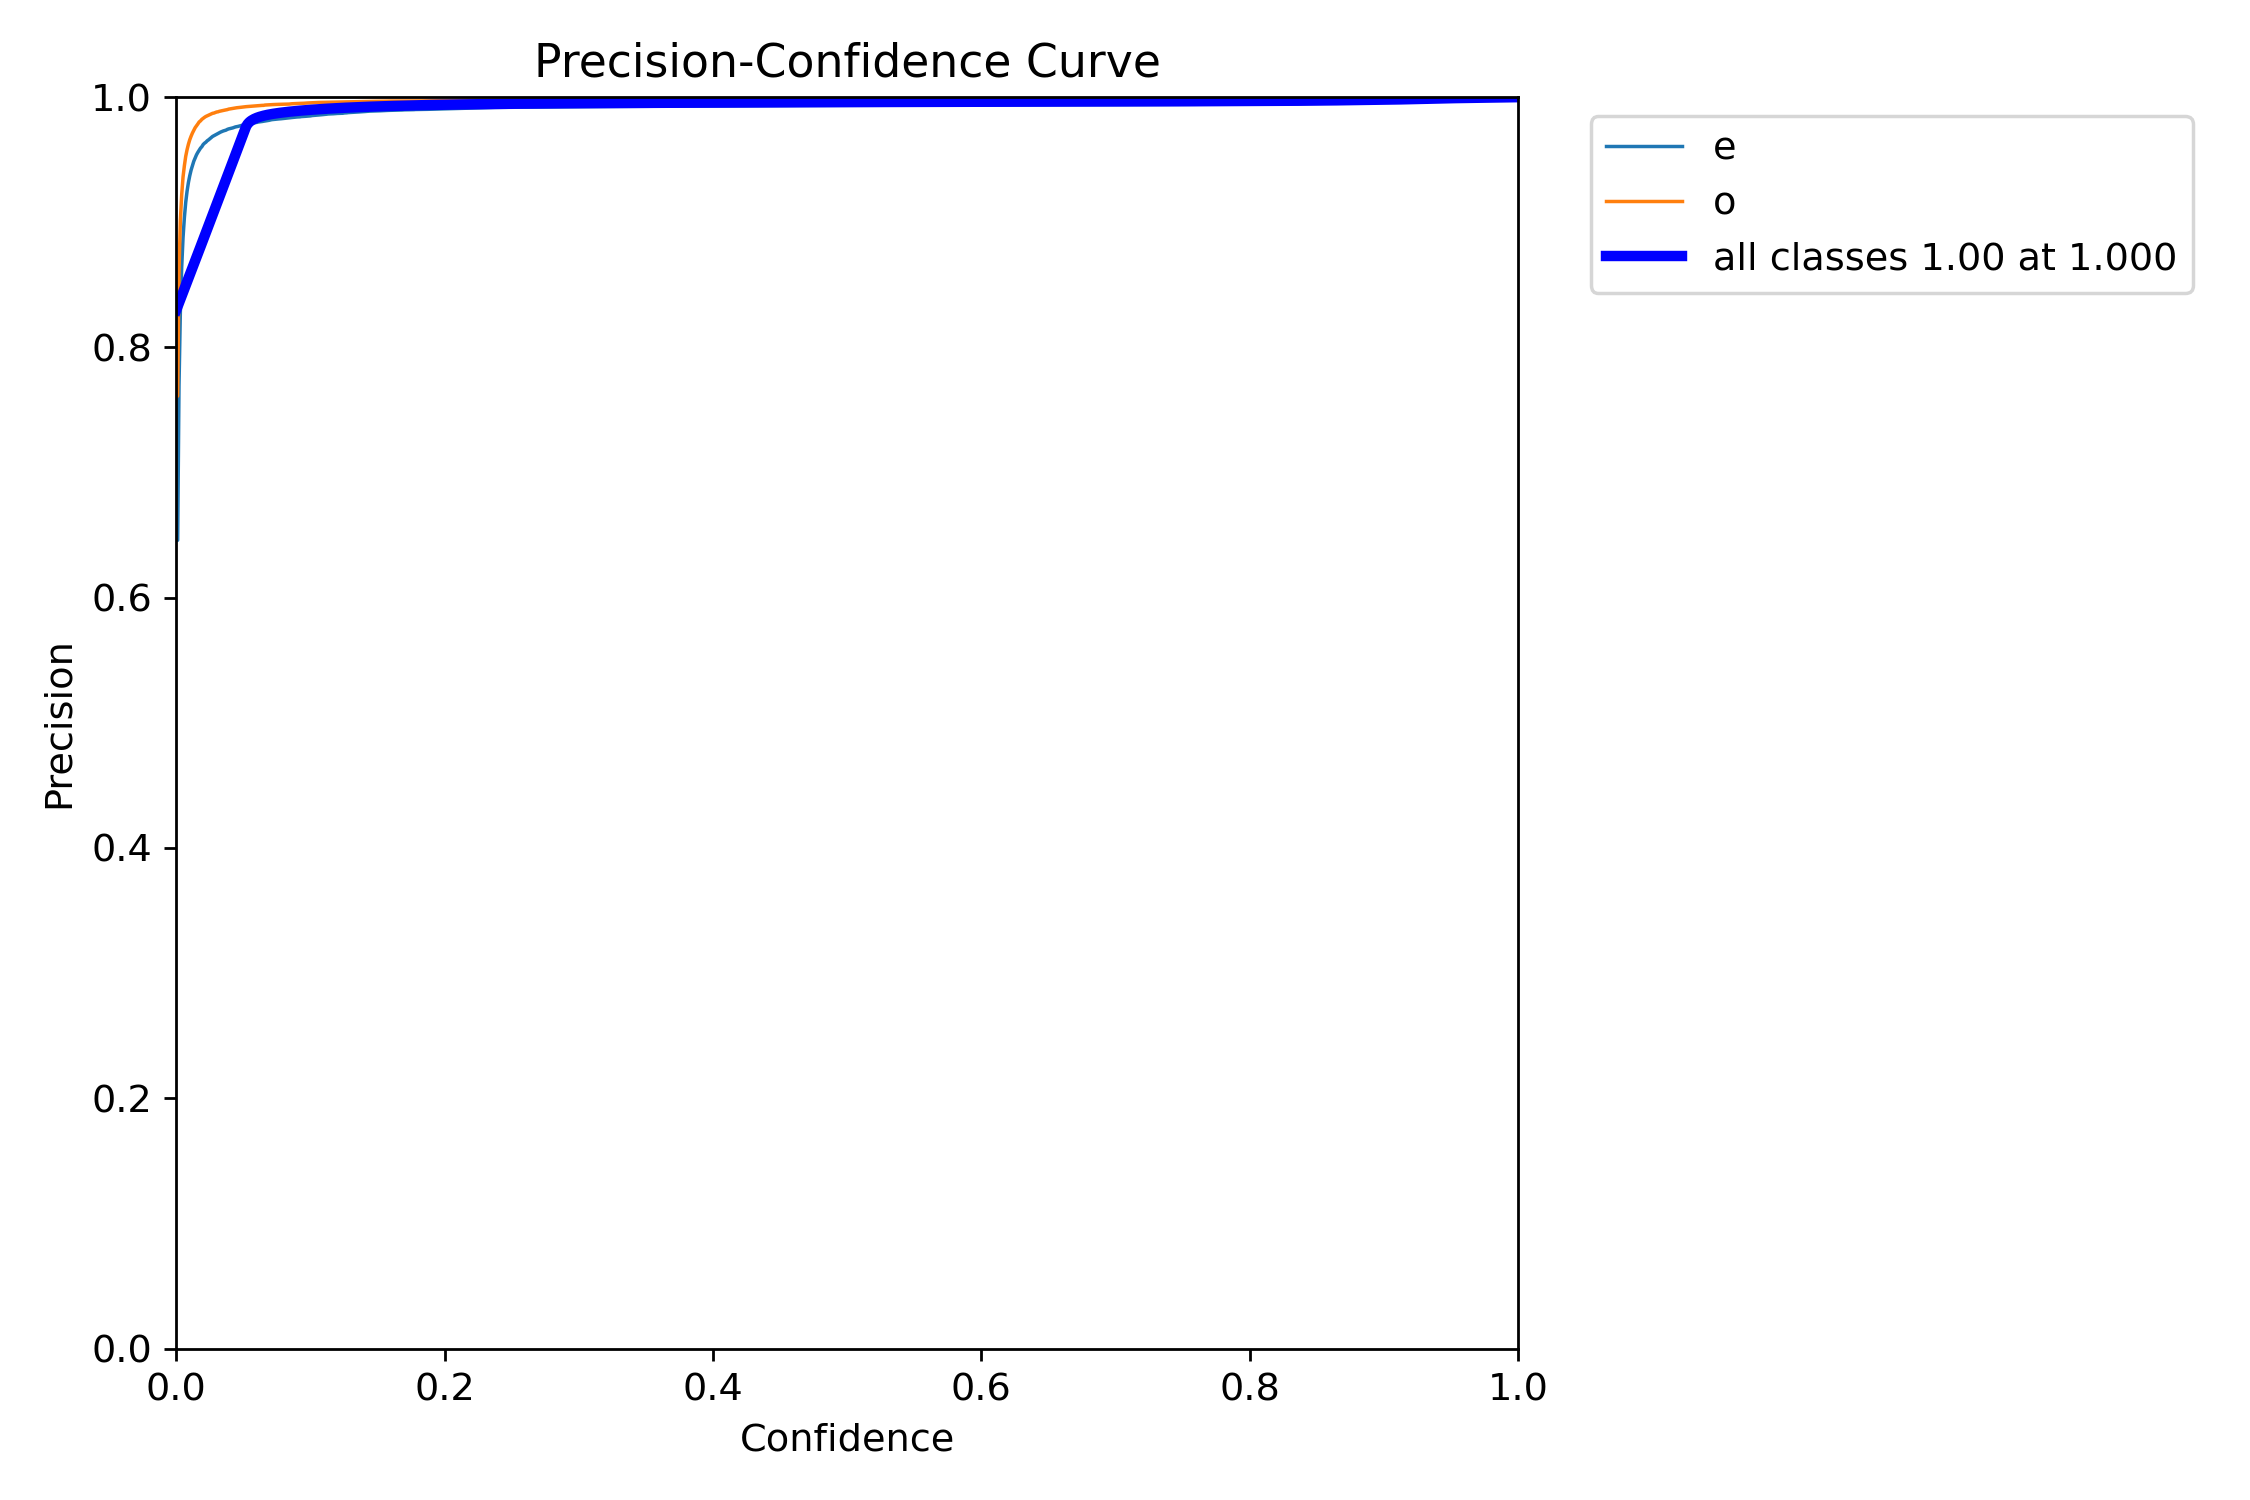 Precision-Confidence Curve
1.0
0.8
0.6
0.4
0.2
0.0
Precision
0.0 0.2 0.4 0.6 0.8 1.0
Confidence
e
o
all classes 1.00 at 1.000